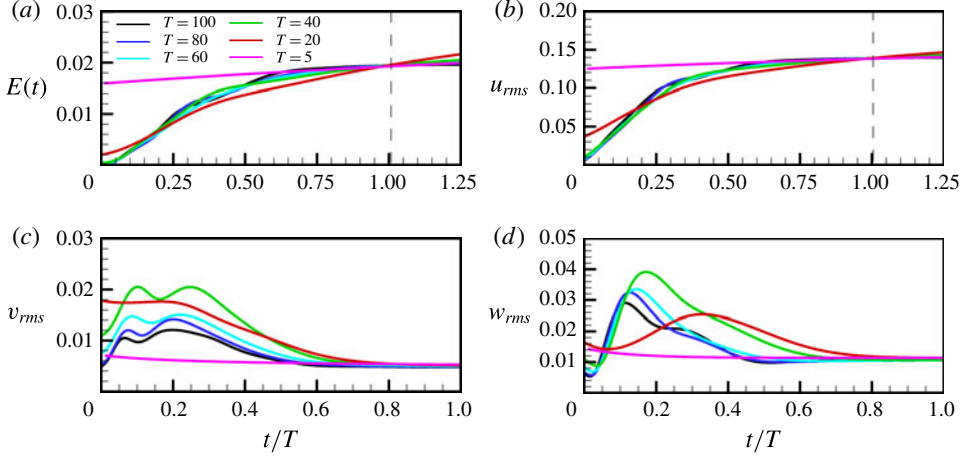 (a)
(b)
0.03
T = 100
T = 40
T = 80
T = 20
T = 60
T = 5
0.02
E(t)
0.01
0
0.25
0.50
0.75
1.00
1.25
0.20
0.15
u_rms
0.10
0.05
0
0.25
0.50
0.75
1.00
1.25
(c)
(d)
0.03
0.02
v_rms
0.01
0
0.2
0.4
0.6
0.8
1.0
t/T
0.05
0.04
0.03
w_rms
0.02
0.01
0
0.2
0.4
0.6
0.8
1.0
t/T